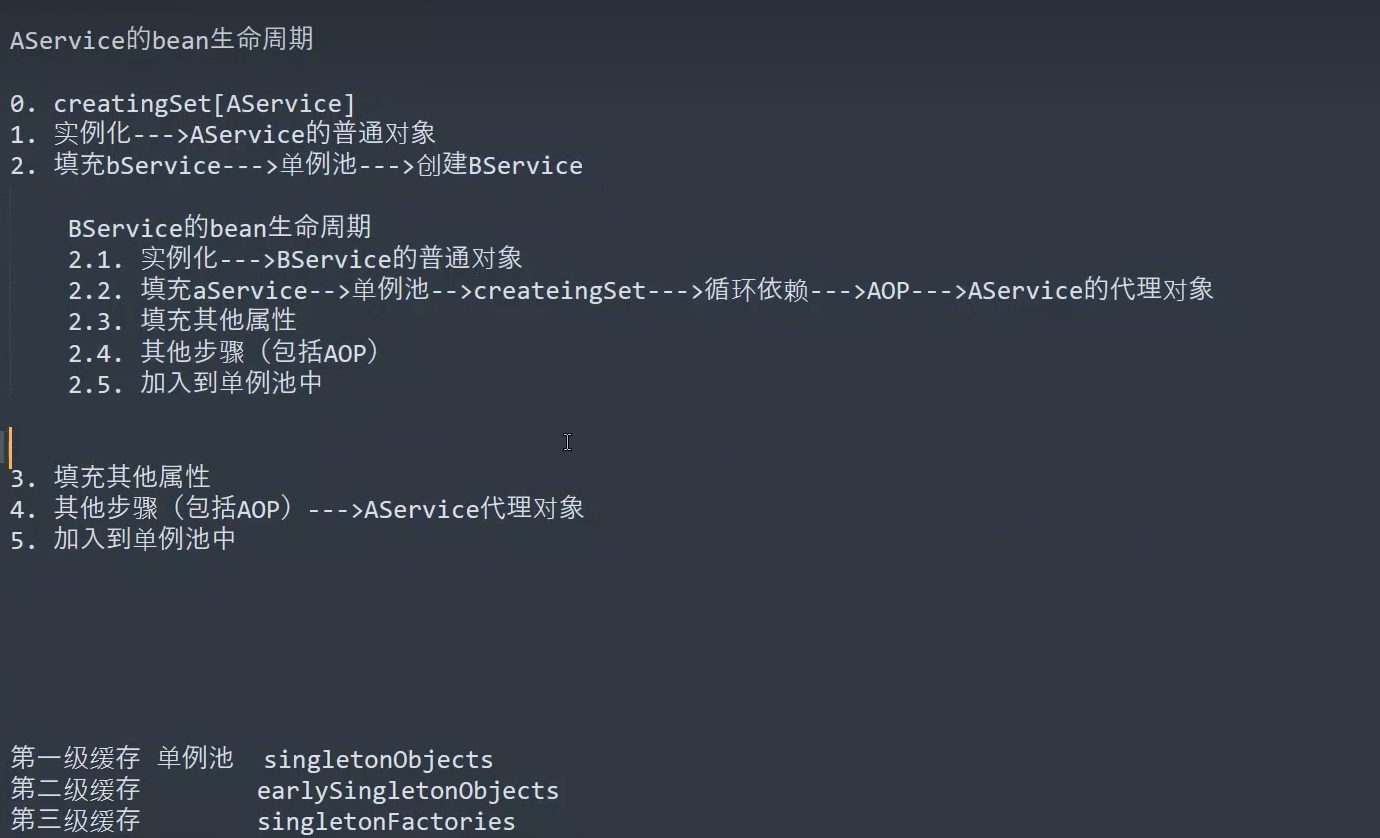 AService的bean生命周期
0. creatingSet[AService]
1. 实例化--->AService的普通对象
2. 填充bService--->单例池--->创建BService
BService的bean生命周期
2.1. 实例化--->BService的普通对象
2.2. 填充aService-->单例池-->createingSet--->循环依赖--->AOP--->AService的代理对象
2.3. 填充其他属性
2.4. 其他步骤（包括AOP）
2.5. 加入到单例池中
3. 填充其他属性
4. 其他步骤（包括AOP）--->AService代理对象
5. 加入到单例池中
第一级缓存 单例池 singletonObjects
第二级缓存 earlySingletonObjects
第三级缓存 singletonFactories